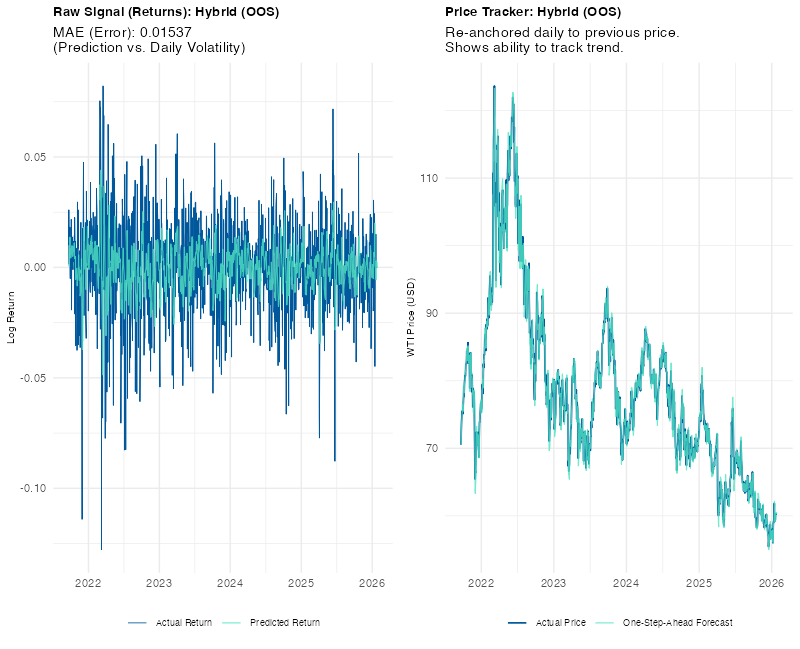 Raw Signal (Returns): Hybrid (OOS)
MAE (Error): 0.01537
(Prediction vs. Daily Volatility)
Log Return
0.05
0.00
-0.05
-0.10
2022 2023 2024 2025 2026
Actual Return Predicted Return
Price Tracker: Hybrid (OOS)
Re-anchored daily to previous price.
Shows ability to track trend.
WTI Price (USD)
110
90
70
2022 2023 2024 2025 2026
Actual Price One-Step-Ahead Forecast